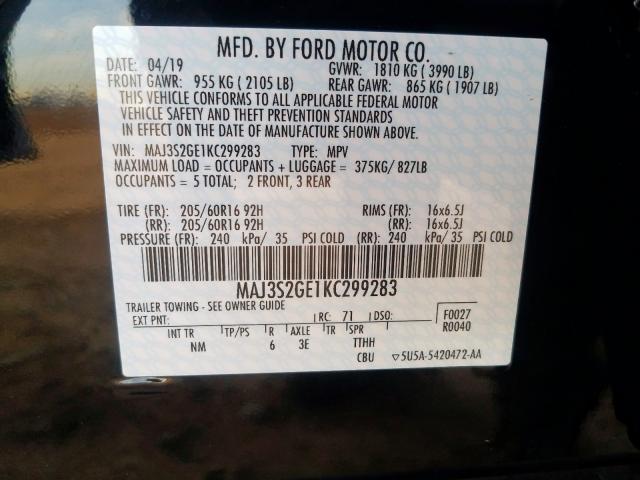 MFD. BY FORD MOTOR CO.
DATE: 04/19 GVWR: 1810 KG ( 3990 LB)
FRONT GAWR: 955 KG ( 2105 LB) REAR GAWR: 865 KG ( 1907 LB)
THIS VEHICLE CONFORMS TO ALL APPLICABLE FEDERAL MOTOR
VEHICLE SAFETY AND THEFT PREVENTION STANDARDS
IN EFFECT ON THE DATE OF MANUFACTURE SHOWN ABOVE.
VIN: MAJ3S2GE1KC299283 TYPE: MPV
MAXIMUM LOAD = OCCUPANTS + LUGGAGE = 375KG/ 827LB
OCCUPANTS = 5 TOTAL; 2 FRONT, 3 REAR
TIRE (FR): 205/60R16 92H RIMS (FR): 16x6.5J
(RR): 205/60R16 92H (RR): 16x6.5J
PRESSURE (FR): 240 kPa/ 35 PSI COLD (RR): 240 kPa/ 35 PSI COLD
MAJ3S2GE1KC299283
TRAILER TOWING - SEE OWNER GUIDE
EXT PNT: RC: 71 DSO: F0027
R0040
INT TR TP/PS R AXLE TR SPR
NM 6 3E TTHH
CBU ▽5U5A-5420472-AA